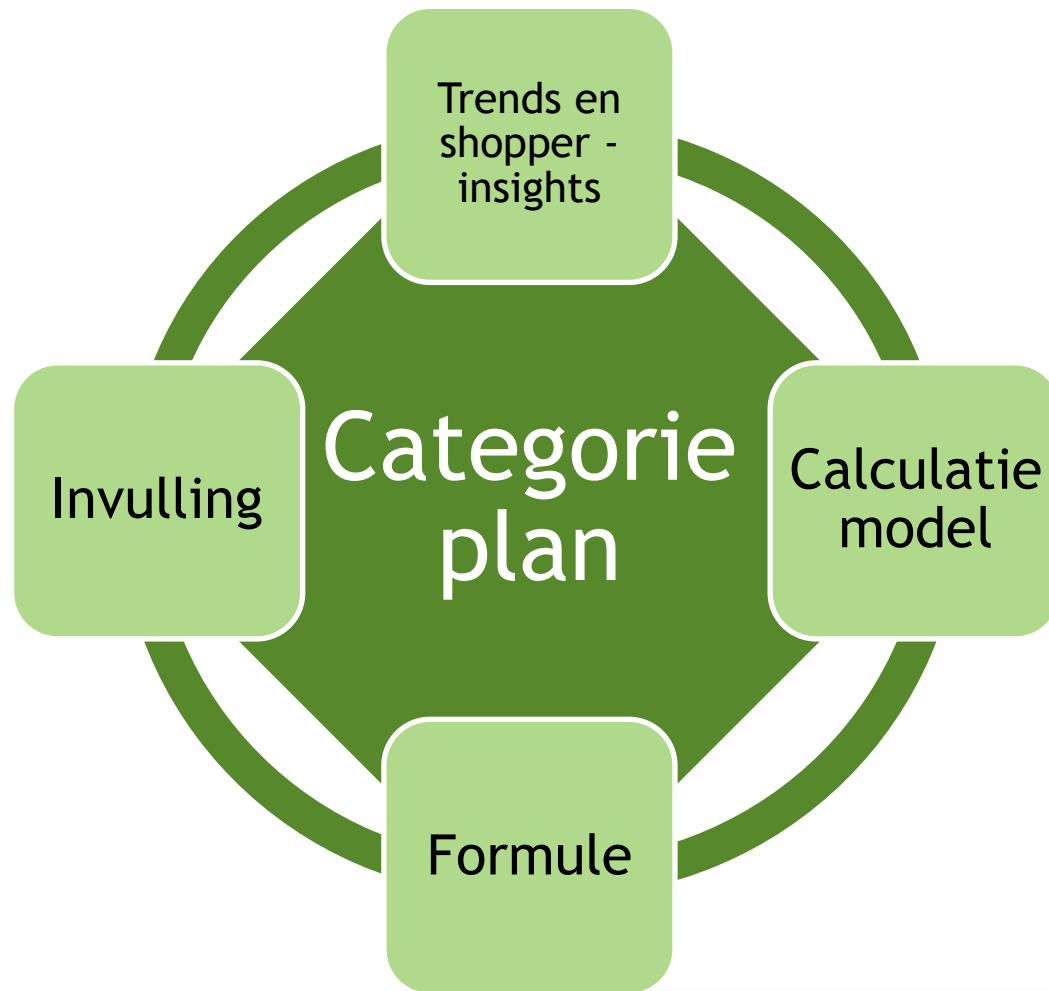 Trends en
shopper -
insights
Categorie
plan
Invulling
Calculatie
model
Formule